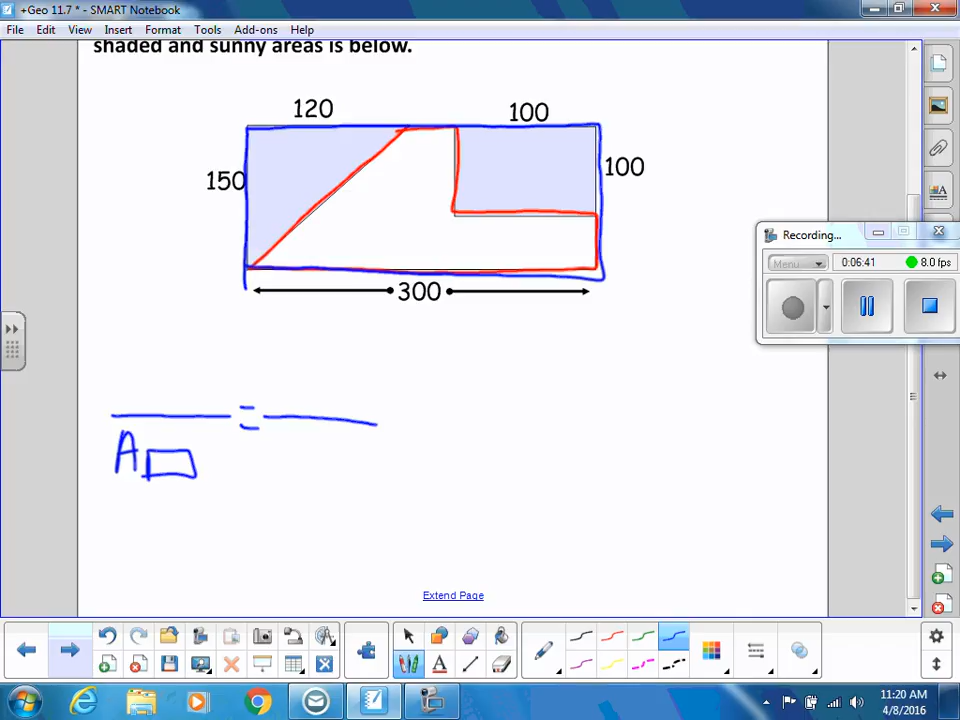 +Geo 11.7 * - SMART Notebook
File Edit View Insert Format Tools Add-ons Help
shaded and sunny areas is below.
120
100
150
100
300
Recording...
Menu
0:06:41
8.0 fps
=
A
Extend Page
A
11:20 AM
4/8/2016